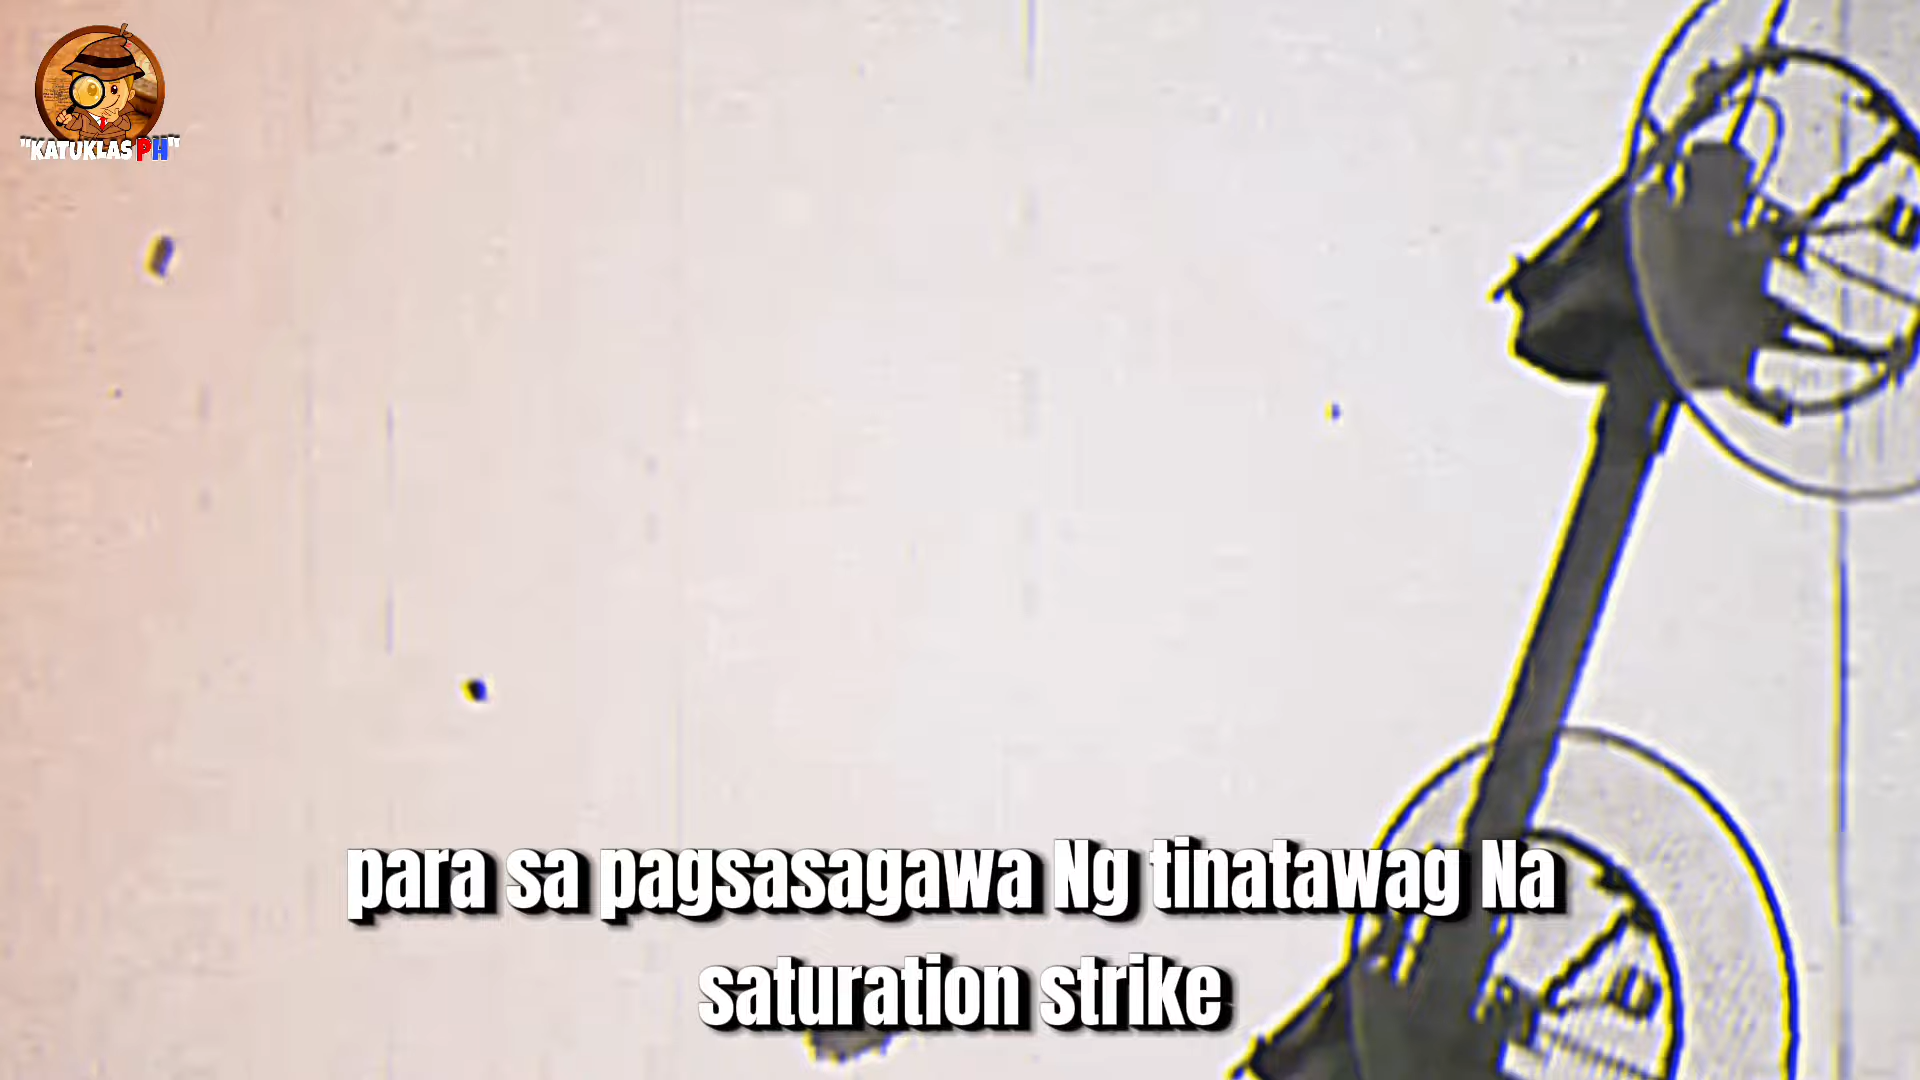 "KATUKLAS PH"
para sa pagsasagawa Ng tinatawag Na
saturation strike